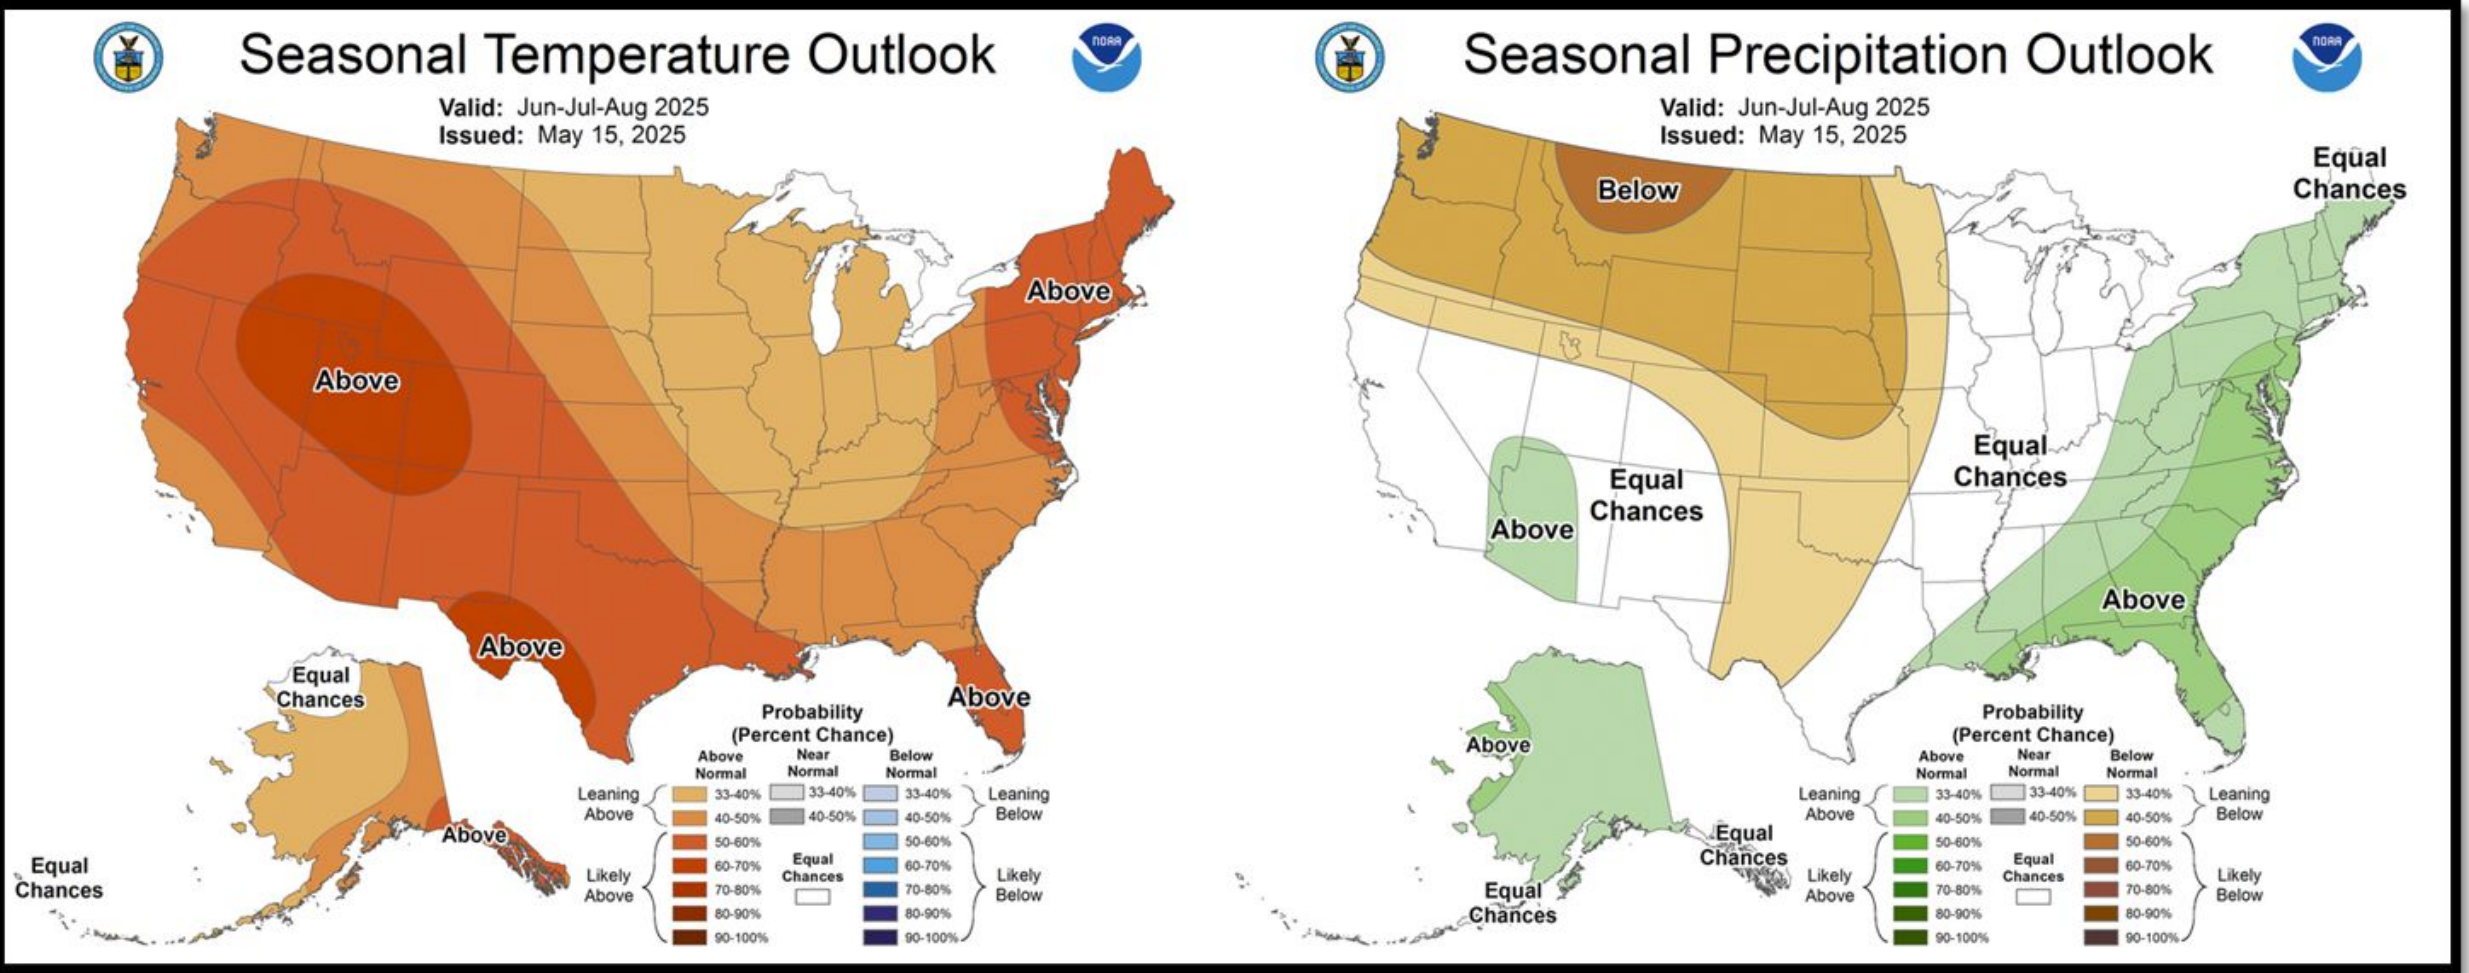 Seasonal Temperature Outlook
NOAA
Valid: Jun-Jul-Aug 2025
Issued: May 15, 2025
Above
Above
Above
Above
Above
Equal
Chances
Equal
Chances
Probability
(Percent Chance)
Above
Normal
Near
Normal
Below
Normal
Leaning
Above
33-40%
33-40%
33-40%
Leaning
Below
40-50%
40-50%
40-50%
50-60%
50-60%
60-70%
Equal
Chances
60-70%
Likely
Above
70-80%
70-80%
Likely
Below
80-90%
80-90%
90-100%
90-100%
Seasonal Precipitation Outlook
NOAA
Valid: Jun-Jul-Aug 2025
Issued: May 15, 2025
Equal
Chances
Below
Equal
Chances
Equal
Chances
Above
Above
Above
Equal
Chances
Equal
Chances
Probability
(Percent Chance)
Above
Normal
Near
Normal
Below
Normal
Leaning
Above
33-40%
33-40%
33-40%
Leaning
Below
40-50%
40-50%
40-50%
50-60%
50-60%
60-70%
Equal
Chances
60-70%
Likely
Above
70-80%
70-80%
Likely
Below
80-90%
80-90%
90-100%
90-100%